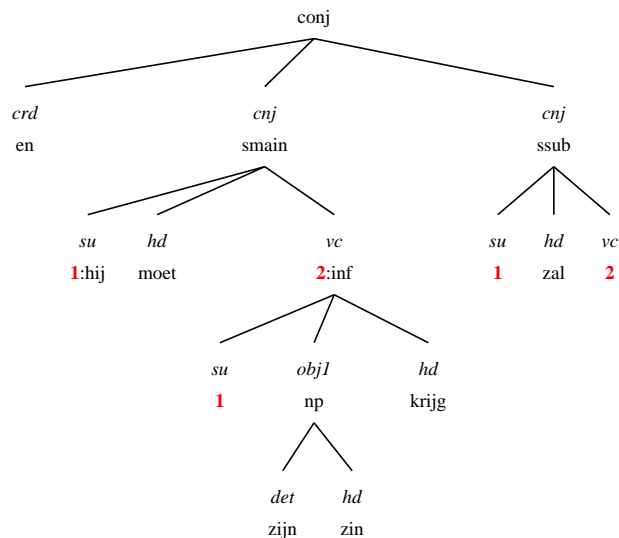 conj
crd cnj cnj
en smain ssub
su hd vc su hd vc
1:hij moet 2:inf 1 zal 2
su obj1 hd
1 np krijg
det hd
zijn zin